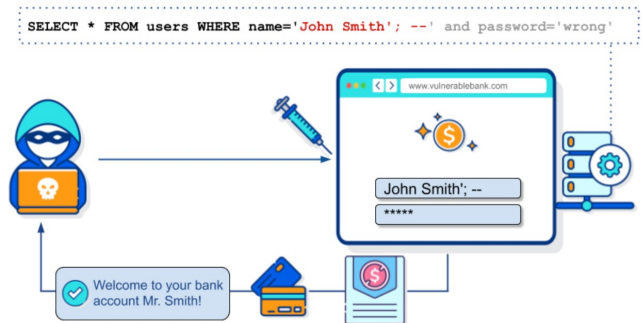 SELECT * FROM users WHERE name='John Smith'; --' and password='wrong'
www.vulnerablebank.com
$
John Smith'; --
*****
$
Welcome to your bank
account Mr. Smith!